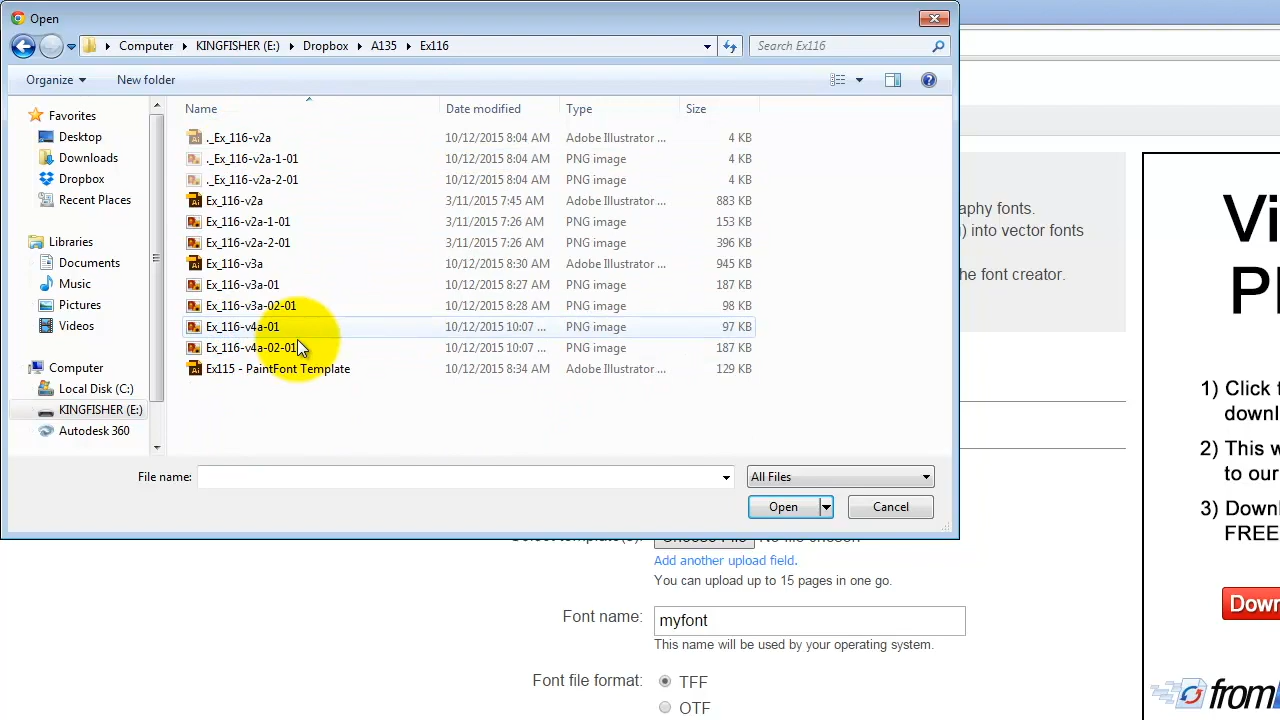 Open
Computer KINGFISHER (E:) Dropbox A135 Ex116 Search Ex116
Organize New folder
Name Date modified Type Size
Favorites
Desktop
Downloads
Dropbox
Recent Places
Libraries
Documents
Music
Pictures
Videos
Computer
Local Disk (C:)
KINGFISHER (E:)
Autodesk 360
._Ex_116-v2a 10/12/2015 8:04 AM Adobe Illustrator ... 4 KB
._Ex_116-v2a-1-01 10/12/2015 8:04 AM PNG image 4 KB
._Ex_116-v2a-2-01 10/12/2015 8:04 AM PNG image 4 KB
Ex_116-v2a 3/11/2015 7:45 AM Adobe Illustrator ... 883 KB
Ex_116-v2a-1-01 3/11/2015 7:26 AM PNG image 153 KB
Ex_116-v2a-2-01 3/11/2015 7:26 AM PNG image 396 KB
Ex_116-v3a 10/12/2015 8:30 AM Adobe Illustrator ... 945 KB
Ex_116-v3a-01 10/12/2015 8:27 AM PNG image 187 KB
Ex_116-v3a-02-01 10/12/2015 8:28 AM PNG image 98 KB
Ex_116-v4a-01 10/12/2015 10:07 ... PNG image 97 KB
Ex_116-v4a-02-01 10/12/2015 10:07 ... PNG image 187 KB
Ex115 - PaintFont Template 10/12/2015 8:34 AM Adobe Illustrator ... 129 KB
File name: All Files
Open Cancel
aphy fonts.
) into vector fonts
he font creator.
Add another upload field.
You can upload up to 15 pages in one go.
Font name: myfont
This name will be used by your operating system.
Font file format: TFF
OTF
Vi
Pl
1) Click
downl
2) This w
to our
3) Downl
FREE
Down
from